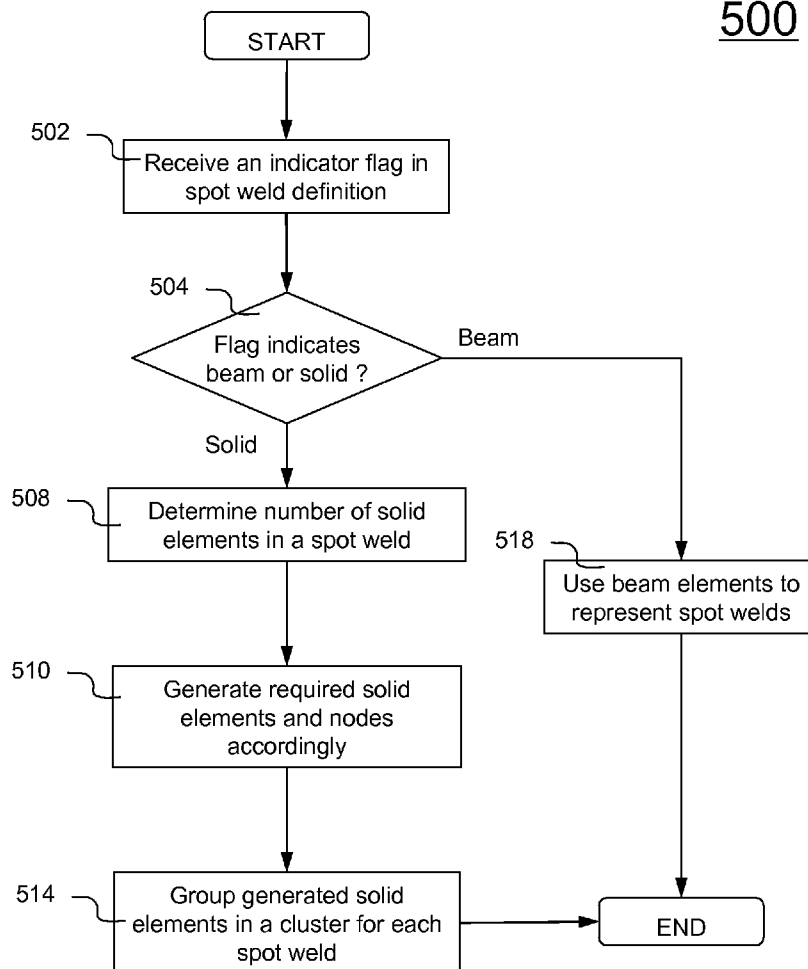 500
START
502
Receive an indicator flag in
spot weld definition
504
Flag indicates
beam or solid ?
Beam
Solid
508
Determine number of solid
elements in a spot weld
518
Use beam elements to
represent spot welds
510
Generate required solid
elements and nodes
accordingly
514
Group generated solid
elements in a cluster for each
spot weld
END